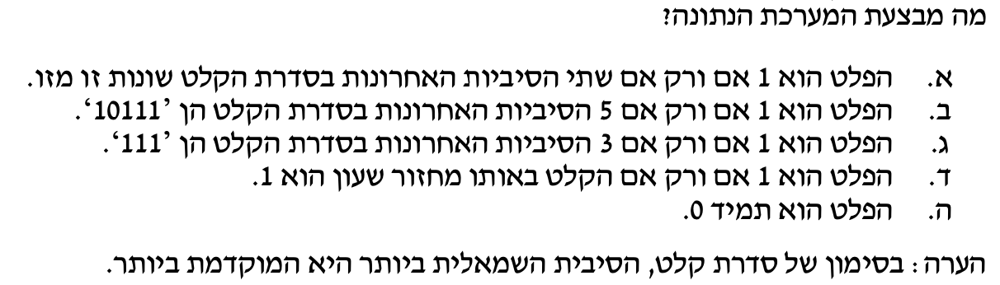 מה מבצעת המערכת הנתונה?
א. הפלט הוא 1 אם ורק אם שתי הסיביות האחרונות בסדרת הקלט שונות זו מזו.
ב. הפלט הוא 1 אם ורק אם 5 הסיביות האחרונות בסדרת הקלט הן ’10111‘.
ג. הפלט הוא 1 אם ורק אם 3 הסיביות האחרונות בסדרת הקלט הן ’111‘.
ד. הפלט הוא 1 אם ורק אם הקלט באותו מחזור שעון הוא 1.
ה. הפלט הוא תמיד 0.
הערה: בסימון של סדרת קלט, הסיבית השמאלית ביותר היא המוקדמת ביותר.